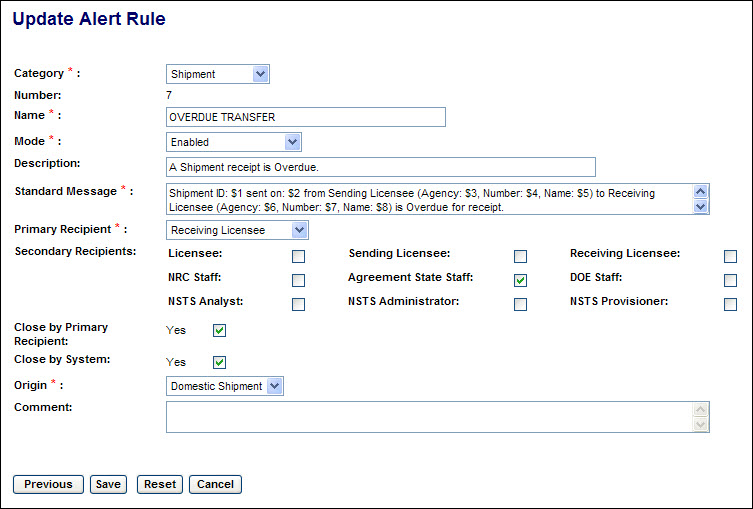 Update Alert Rule
Category * : Shipment
Number: 7
Name * : OVERDUE TRANSFER
Mode * : Enabled
Description: A Shipment receipt is Overdue.
Standard Message * : Shipment ID: $1 sent on: $2 from Sending Licensee (Agency: $3, Number: $4, Name: $5) to Receiving
Licensee (Agency: $6, Number: $7, Name: $8) is Overdue for receipt.
Primary Recipient * : Receiving Licensee
Secondary Recipients: Licensee: Sending Licensee: Receiving Licensee:
NRC Staff: Agreement State Staff: DOE Staff:
NSTS Analyst: NSTS Administrator: NSTS Provisioner:
Close by Primary Yes
Recipient:
Close by System: Yes
Origin * : Domestic Shipment
Comment:
Previous Save Reset Cancel